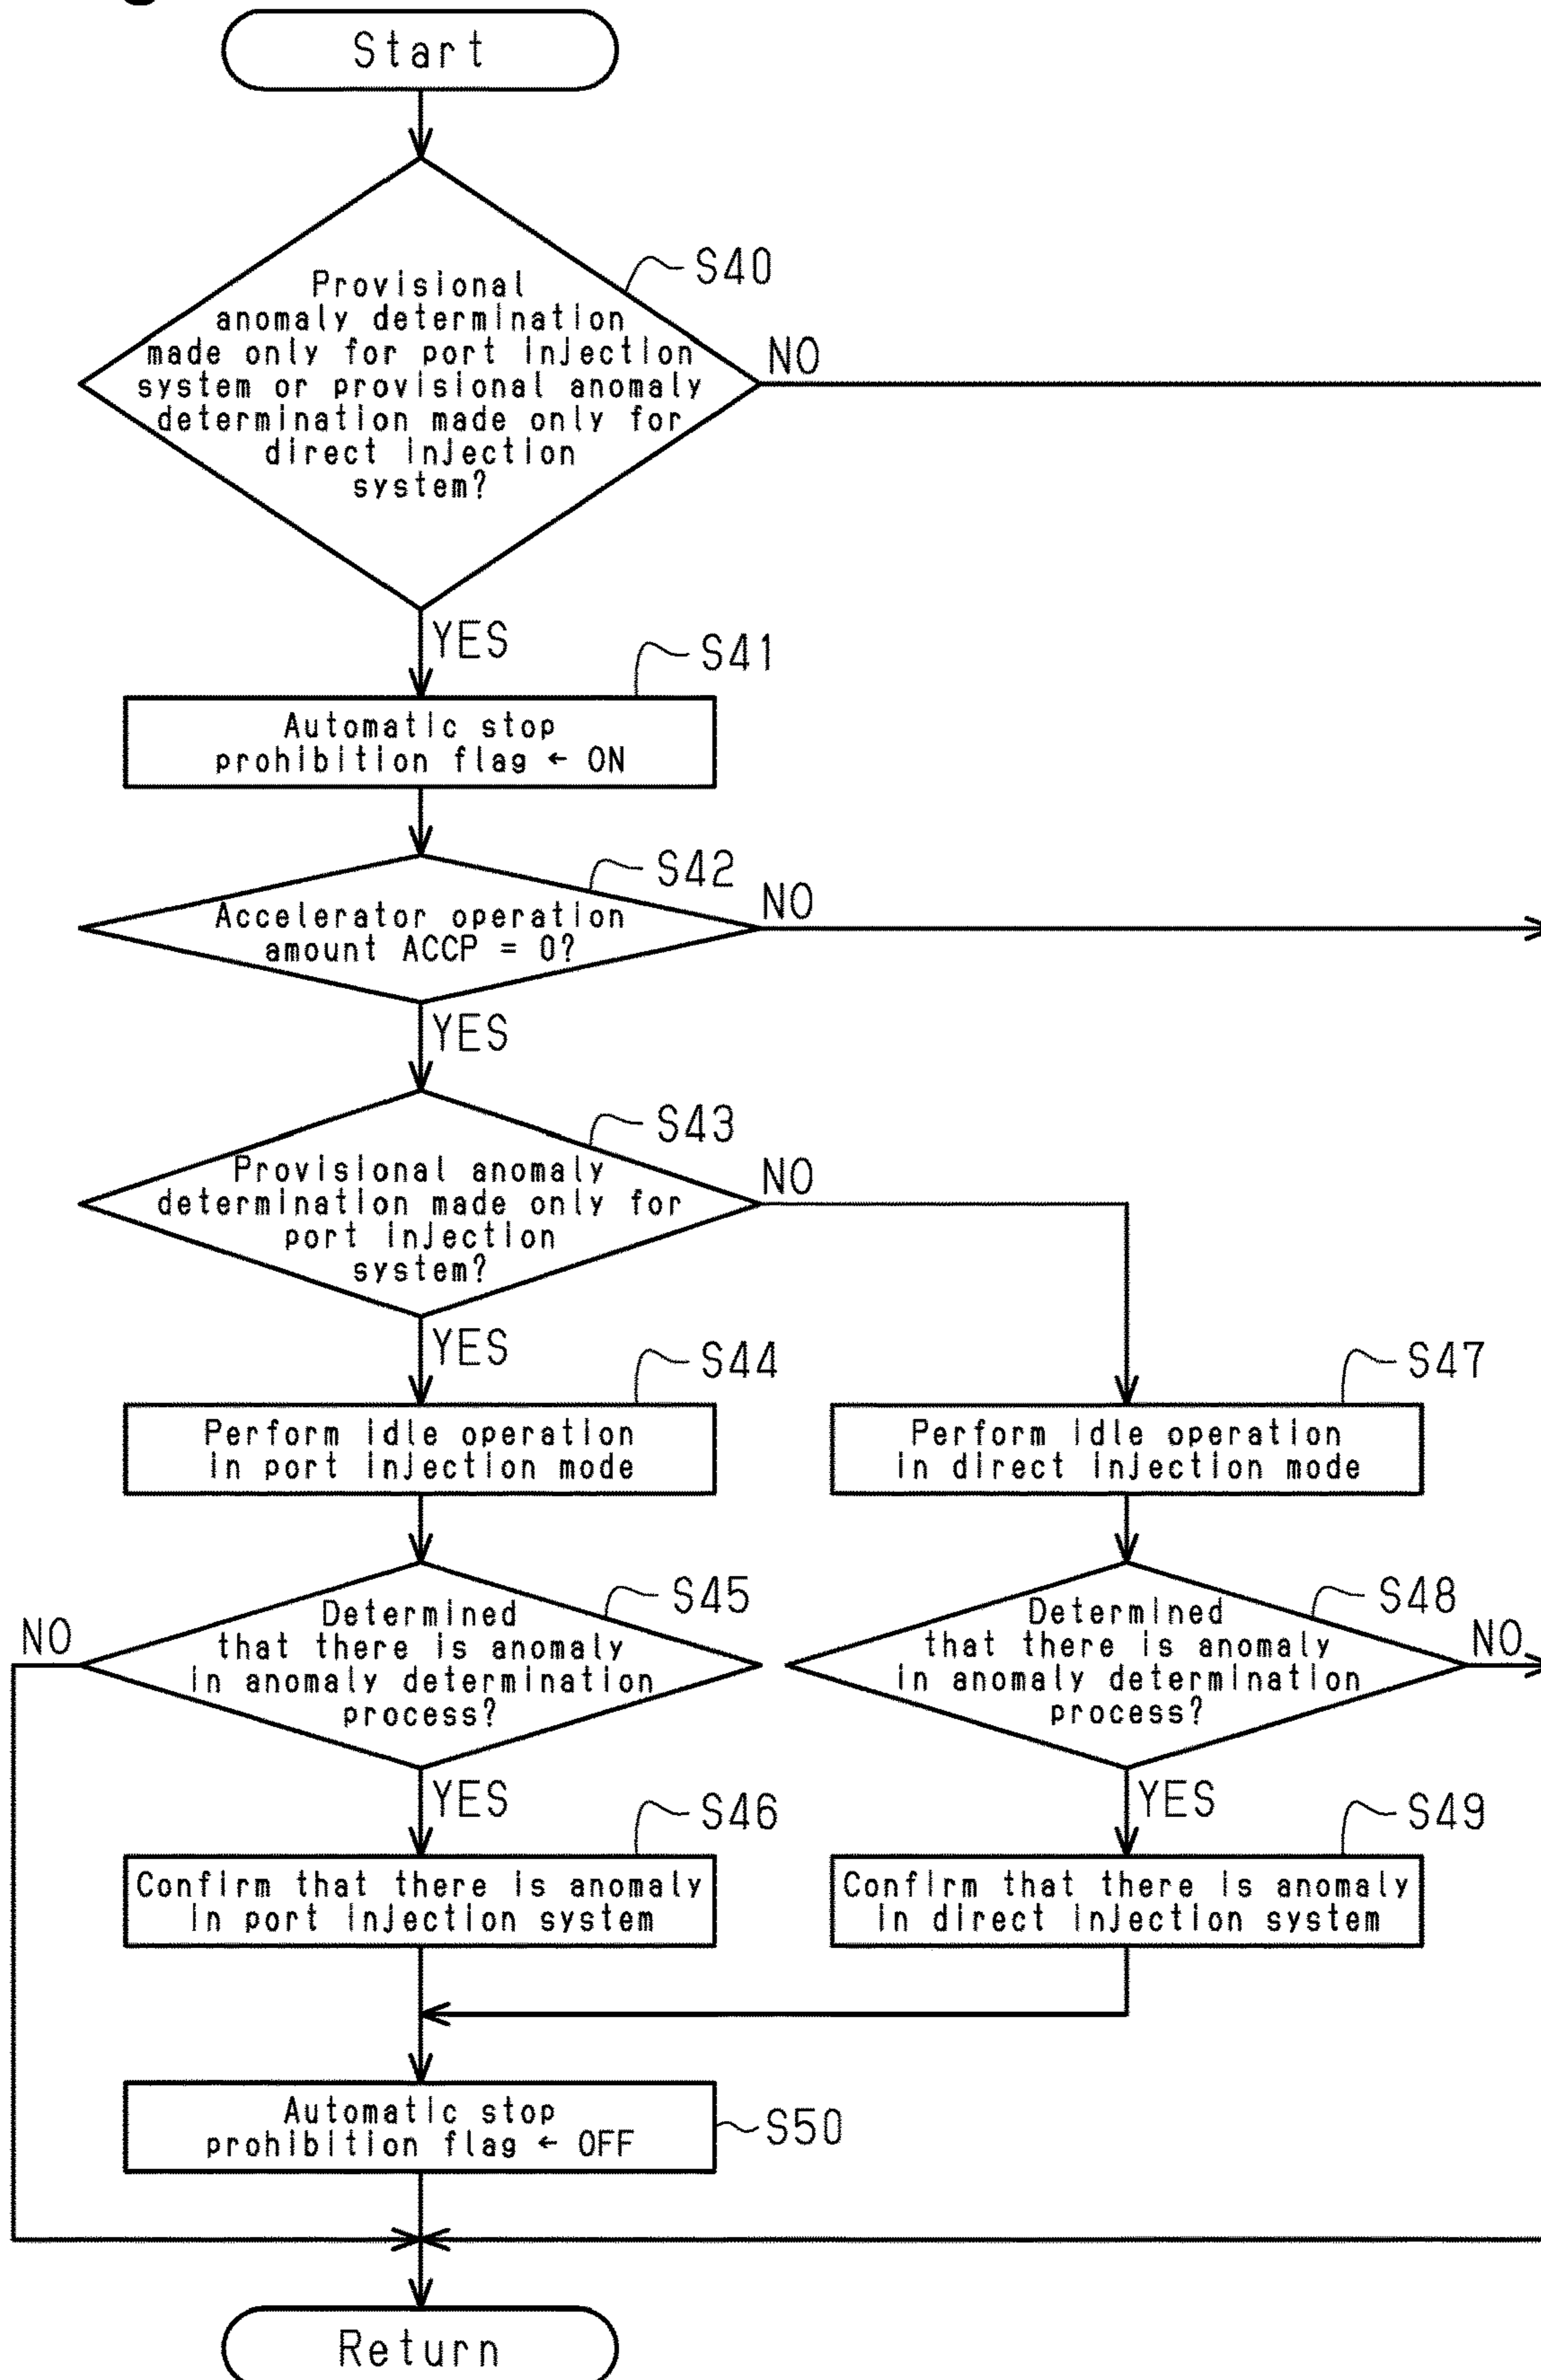 Start
S40
Provisional
anomaly determination
made only for port injection
system or provisional anomaly
determination made only for
direct injection
system?
NO
YES
S41
Automatic stop
prohibition flag ← ON
S42
Accelerator operation
amount ACCP = 0?
NO
YES
S43
Provisional anomaly
determination made only for
port injection
system?
NO
YES
S44
Perform idle operation
in port injection mode
S47
Perform idle operation
in direct injection mode
S45
Determined
that there is anomaly
in anomaly determination
process?
NO
YES
S48
Determined
that there is anomaly
in anomaly determination
process?
NO
YES
S46
Confirm that there is anomaly
in port injection system
S49
Confirm that there is anomaly
in direct injection system
S50
Automatic stop
prohibition flag ← OFF
Return